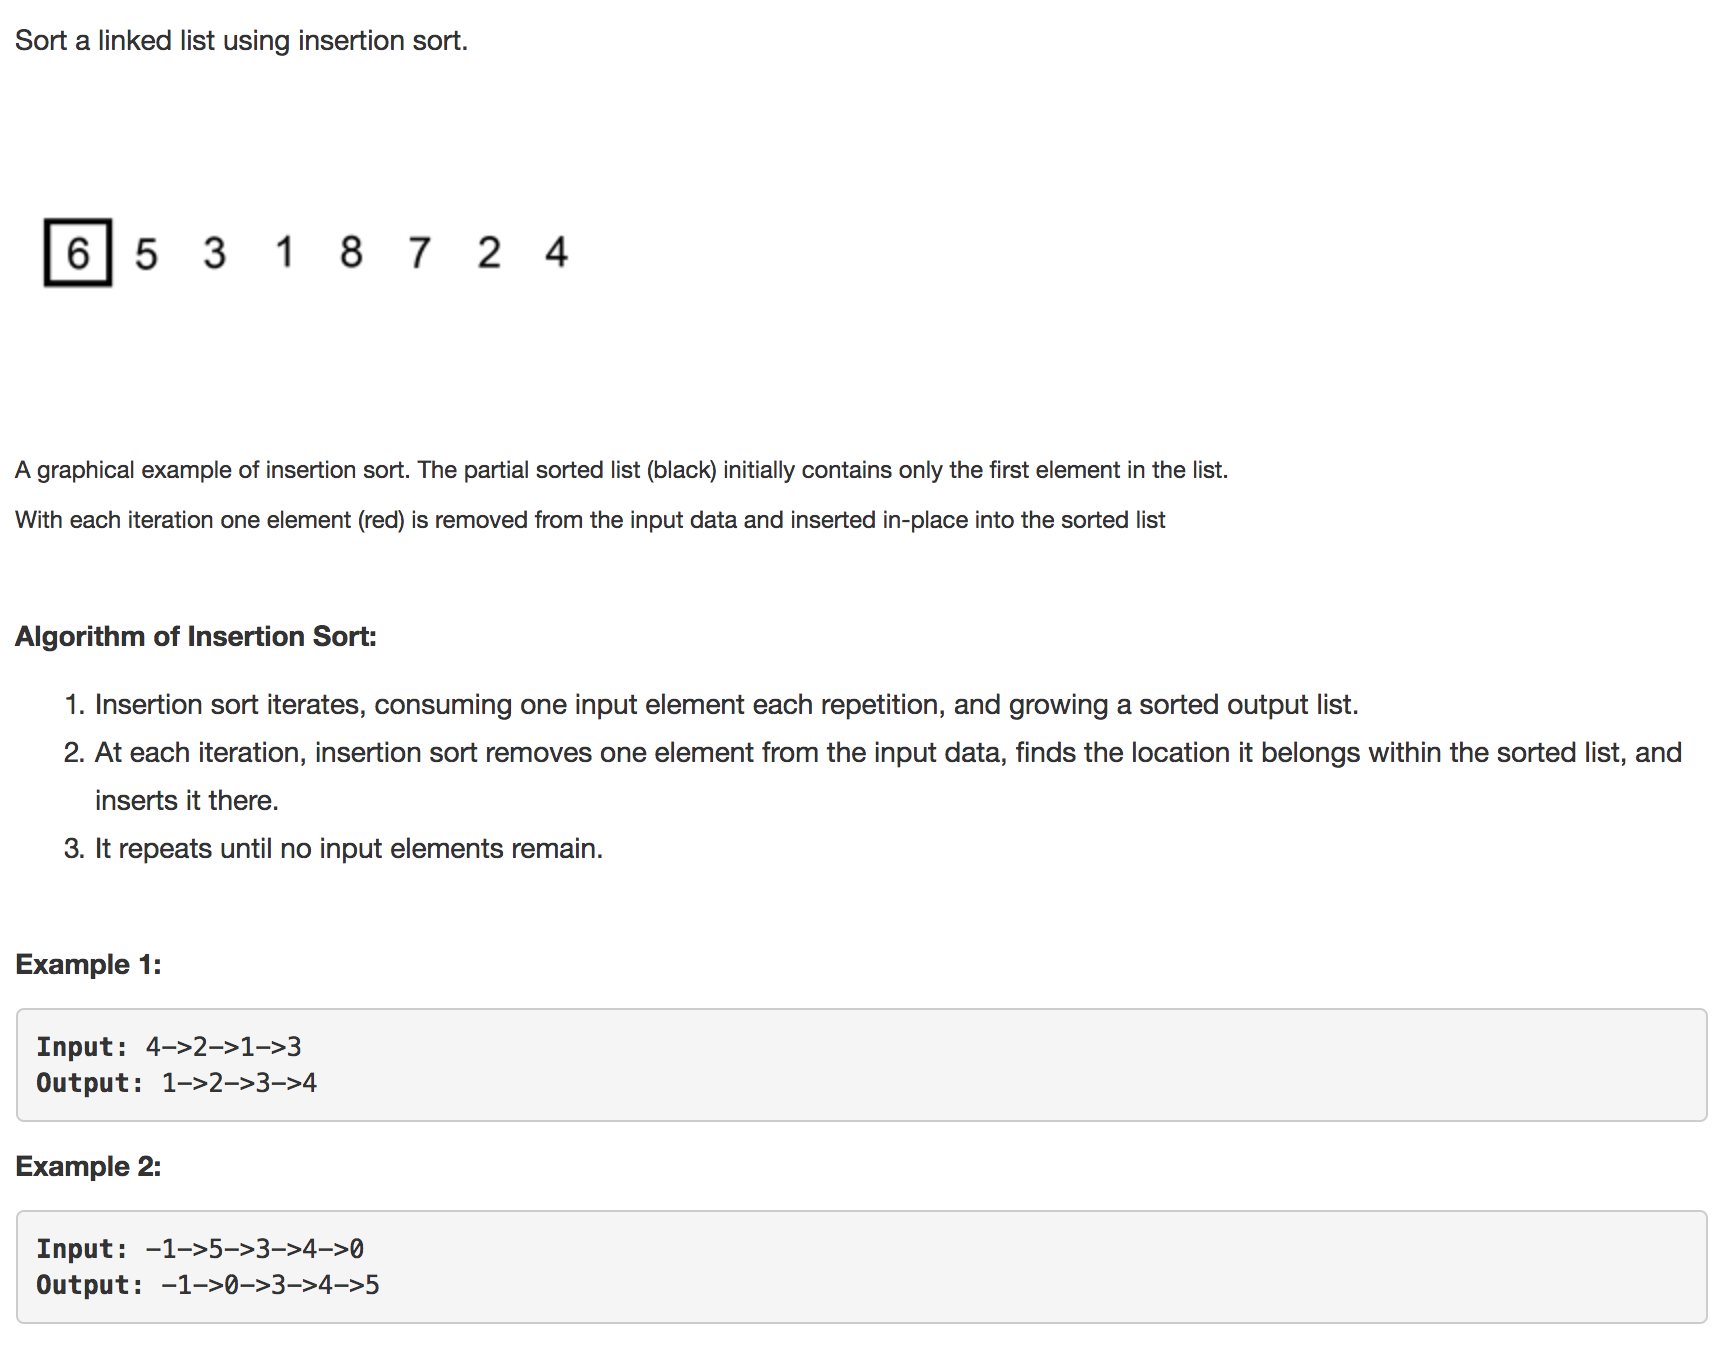 Sort a linked list using insertion sort.
6 5 3 1 8 7 2 4
A graphical example of insertion sort. The partial sorted list (black) initially contains only the first element in the list.
With each iteration one element (red) is removed from the input data and inserted in-place into the sorted list
Algorithm of Insertion Sort:
1. Insertion sort iterates, consuming one input element each repetition, and growing a sorted output list.
2. At each iteration, insertion sort removes one element from the input data, finds the location it belongs within the sorted list, and
inserts it there.
3. It repeats until no input elements remain.
Example 1:
Input: 4->2->1->3
Output: 1->2->3->4
Example 2:
Input: -1->5->3->4->0
Output: -1->0->3->4->5